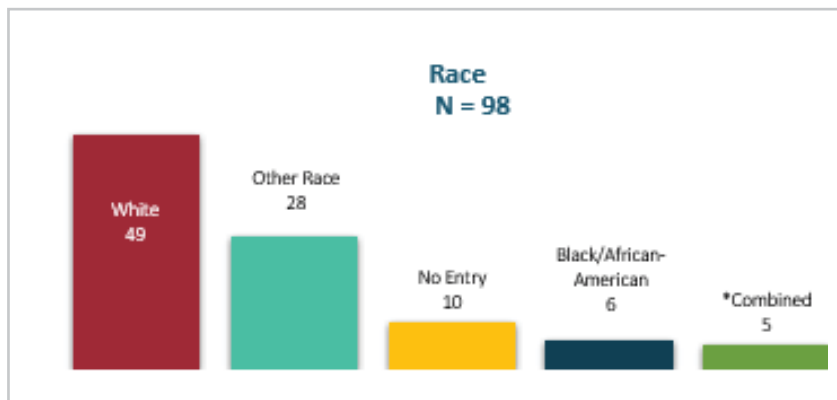 Race
N = 98
White
49
Other Race
28
No Entry
10
Black/African-
American
6
*Combined
5